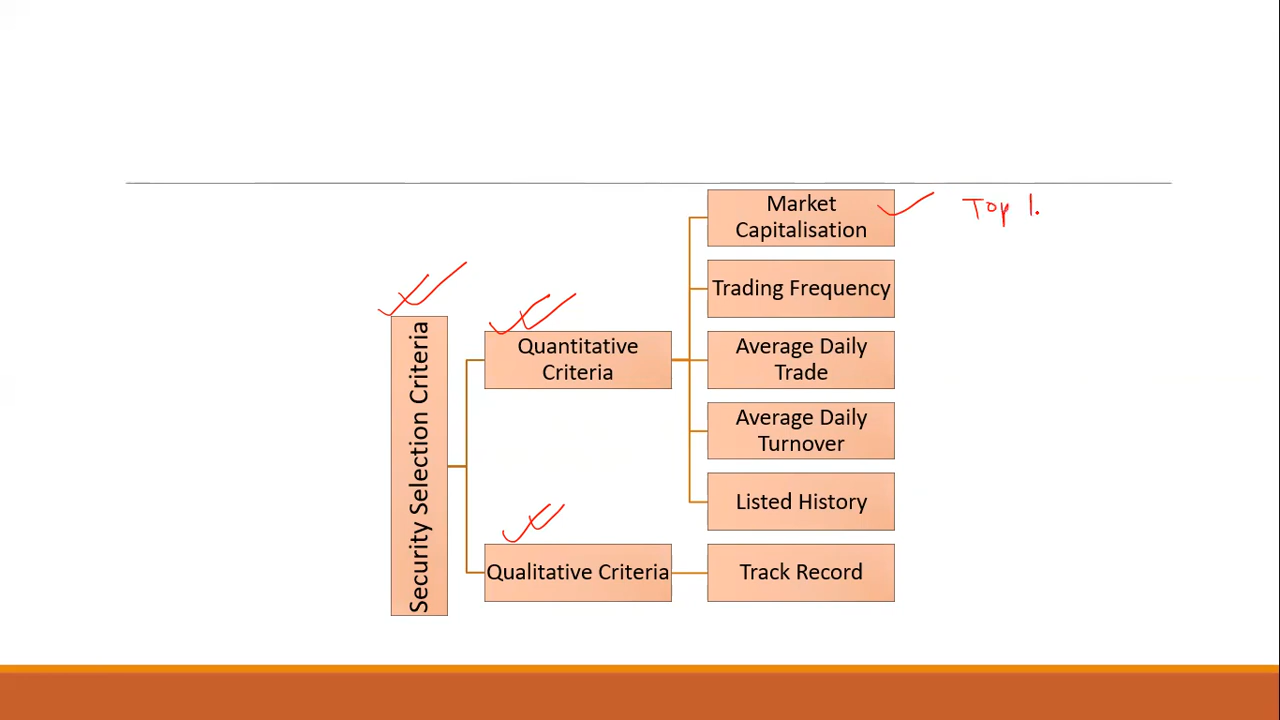 Market
Capitalisation
Top 1.
Trading Frequency
Security Selection Criteria
Quantitative
Criteria
Average Daily
Trade
Average Daily
Turnover
Listed History
Qualitative Criteria
Track Record